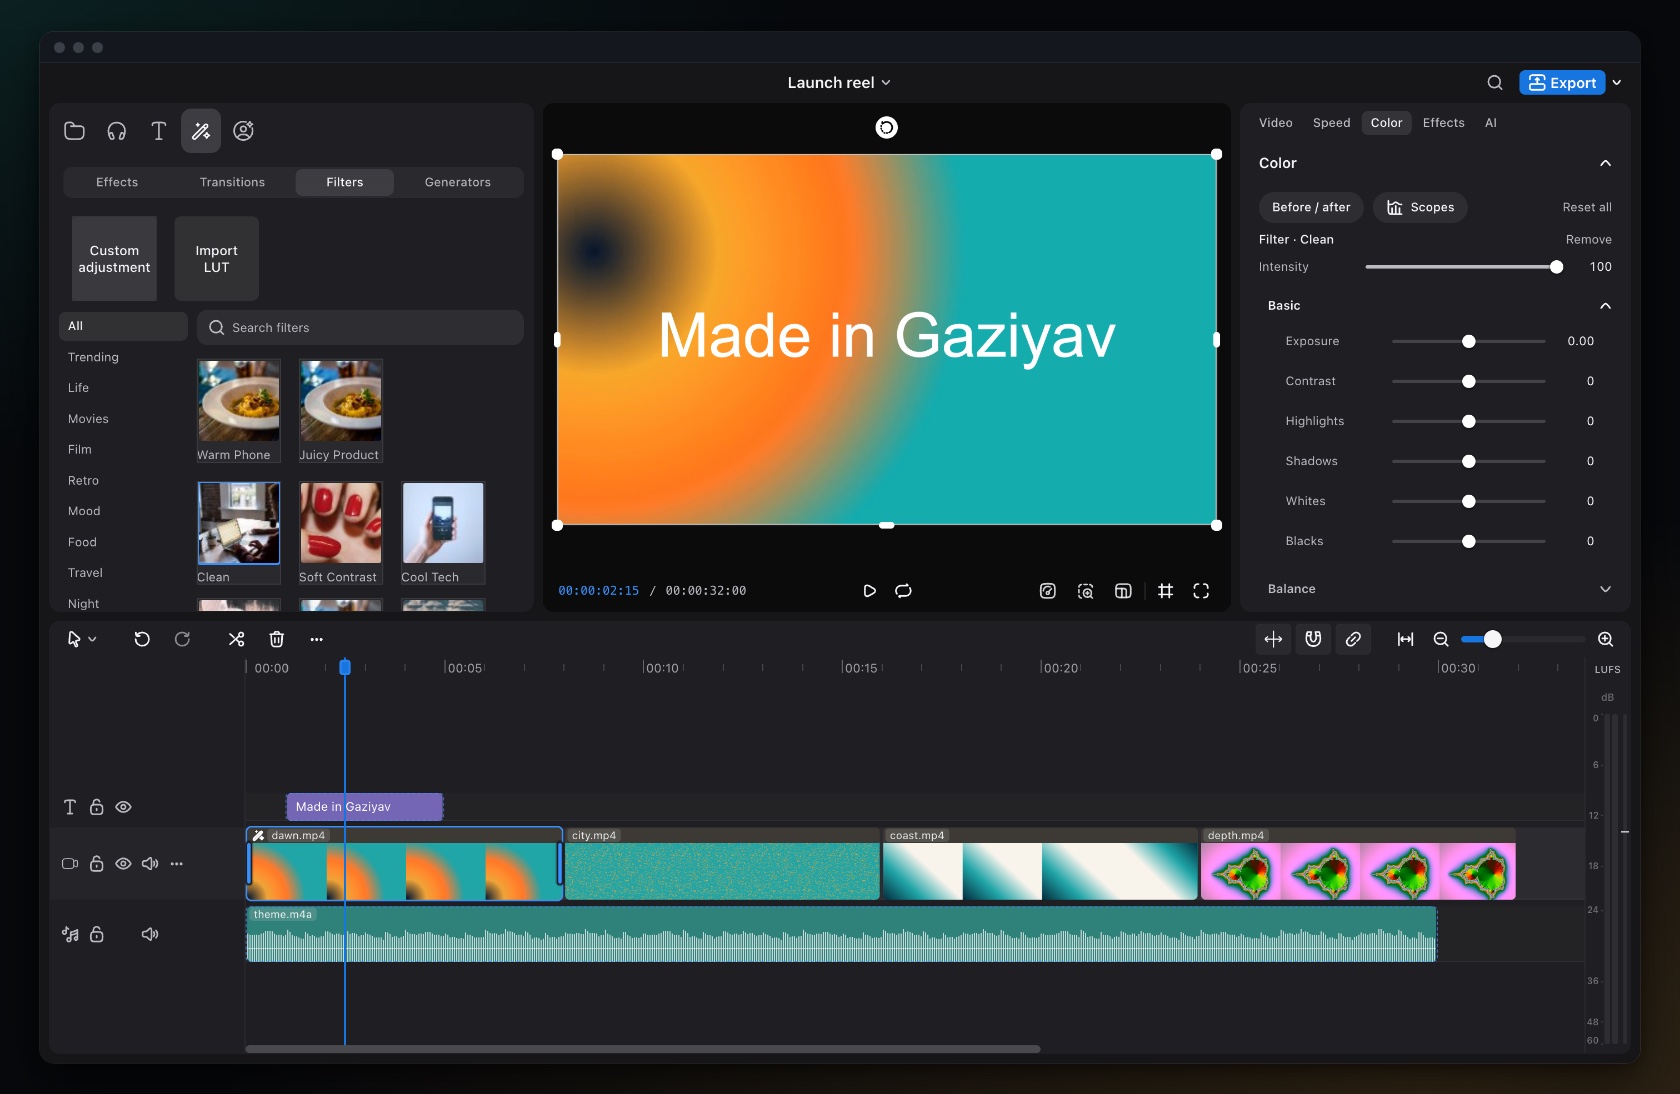 Launch reel
Export
Effects
Transitions
Filters
Generators
Custom
adjustment
Import
LUT
All
Search filters
Trending
Life
Movies
Film
Retro
Mood
Food
Travel
Night
Warm Phone
Juicy Product
Clean
Soft Contrast
Cool Tech
Made in Gaziyav
00:00:02:15 / 00:00:32:00
Video
Speed
Color
Effects
AI
Color
Before / after
Scopes
Reset all
Filter · Clean
Remove
Intensity
100
Basic
Exposure
0.00
Contrast
0
Highlights
0
Shadows
0
Whites
0
Blacks
0
Balance
00:00
00:05
00:10
00:15
00:20
00:25
00:30
LUFS
dB
0
6
12
18
24
36
48
60
Made in Gaziyav
dawn.mp4
city.mp4
coast.mp4
depth.mp4
theme.m4a